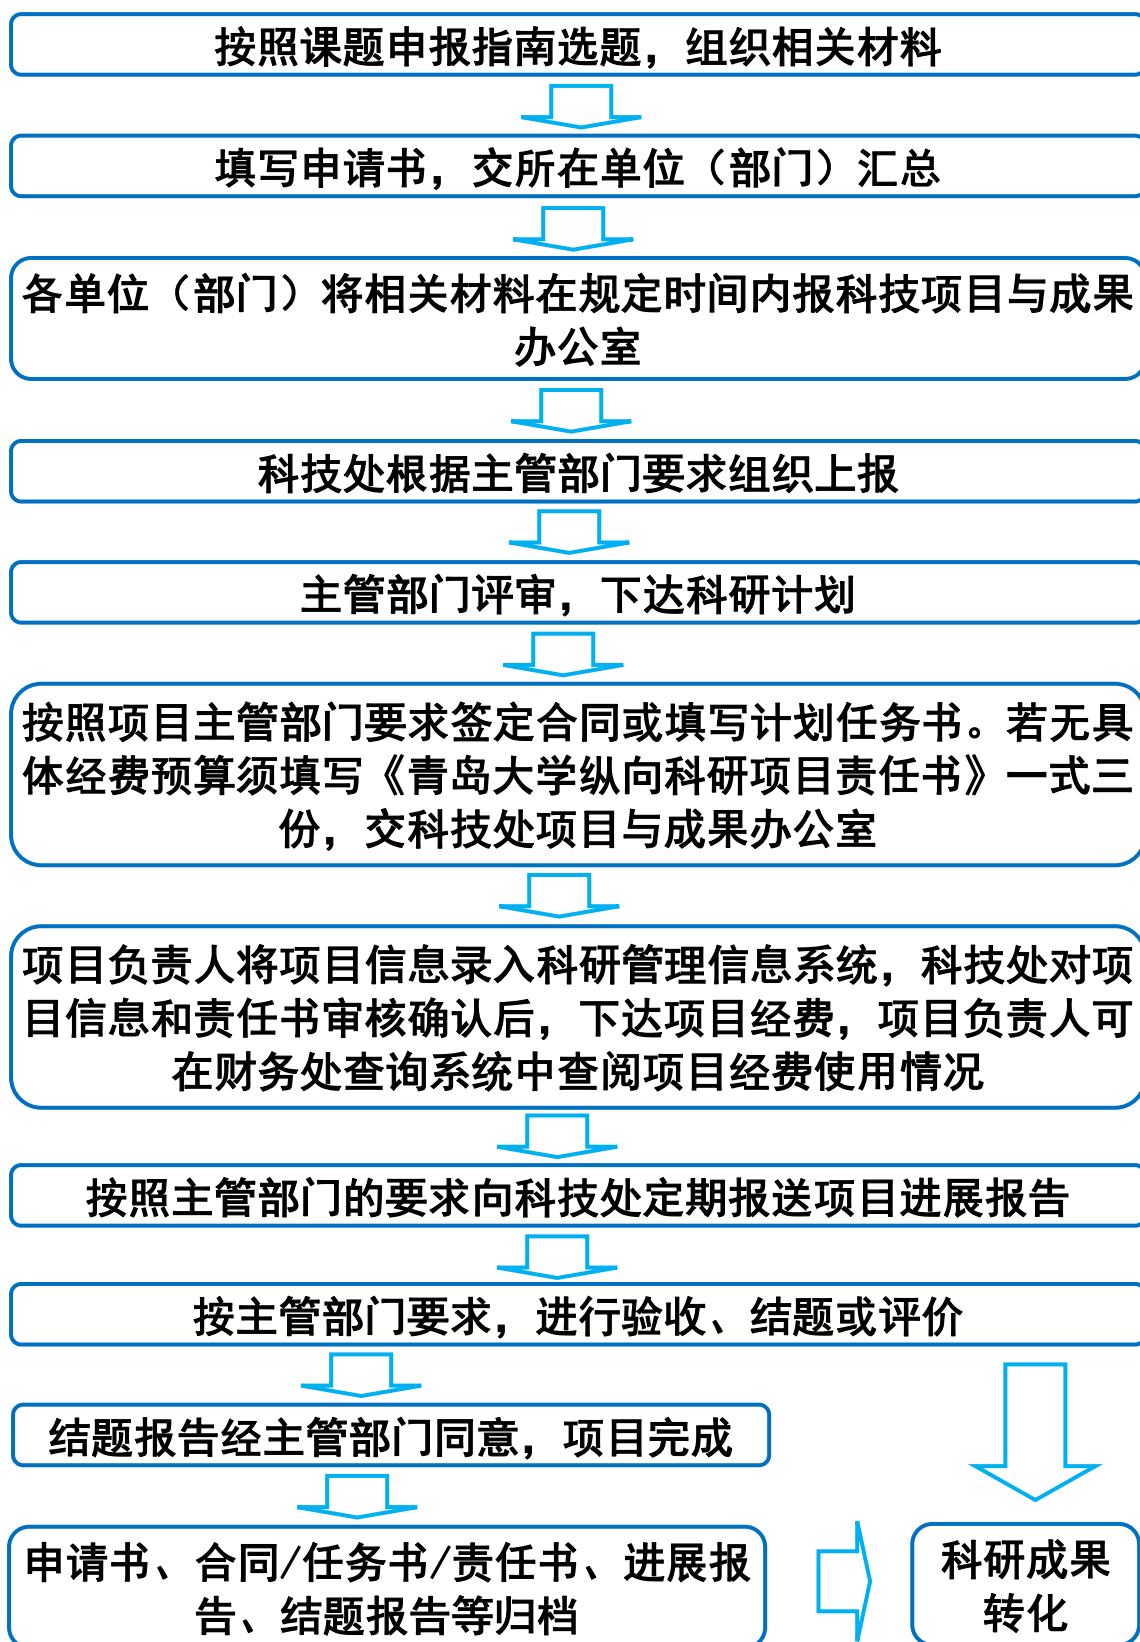 按照课题申报指南选题，组织相关材料
填写申请书，交所在单位（部门）汇总
各单位（部门）将相关材料在规定时间内报科技项目与成果
办公室
科技处根据主管部门要求组织上报
主管部门评审，下达科研计划
按照项目主管部门要求签定合同或填写计划任务书。若无具
体经费预算须填写《青岛大学纵向科研项目责任书》一式三
份，交科技处项目与成果办公室
项目负责人将项目信息录入科研管理信息系统，科技处对项
目信息和责任书审核确认后，下达项目经费，项目负责人可
在财务处查询系统中查阅项目经费使用情况
按照主管部门的要求向科技处定期报送项目进展报告
按主管部门要求，进行验收、结题或评价
结题报告经主管部门同意，项目完成
申请书、合同/任务书/责任书、进展报
告、结题报告等归档
科研成果
转化